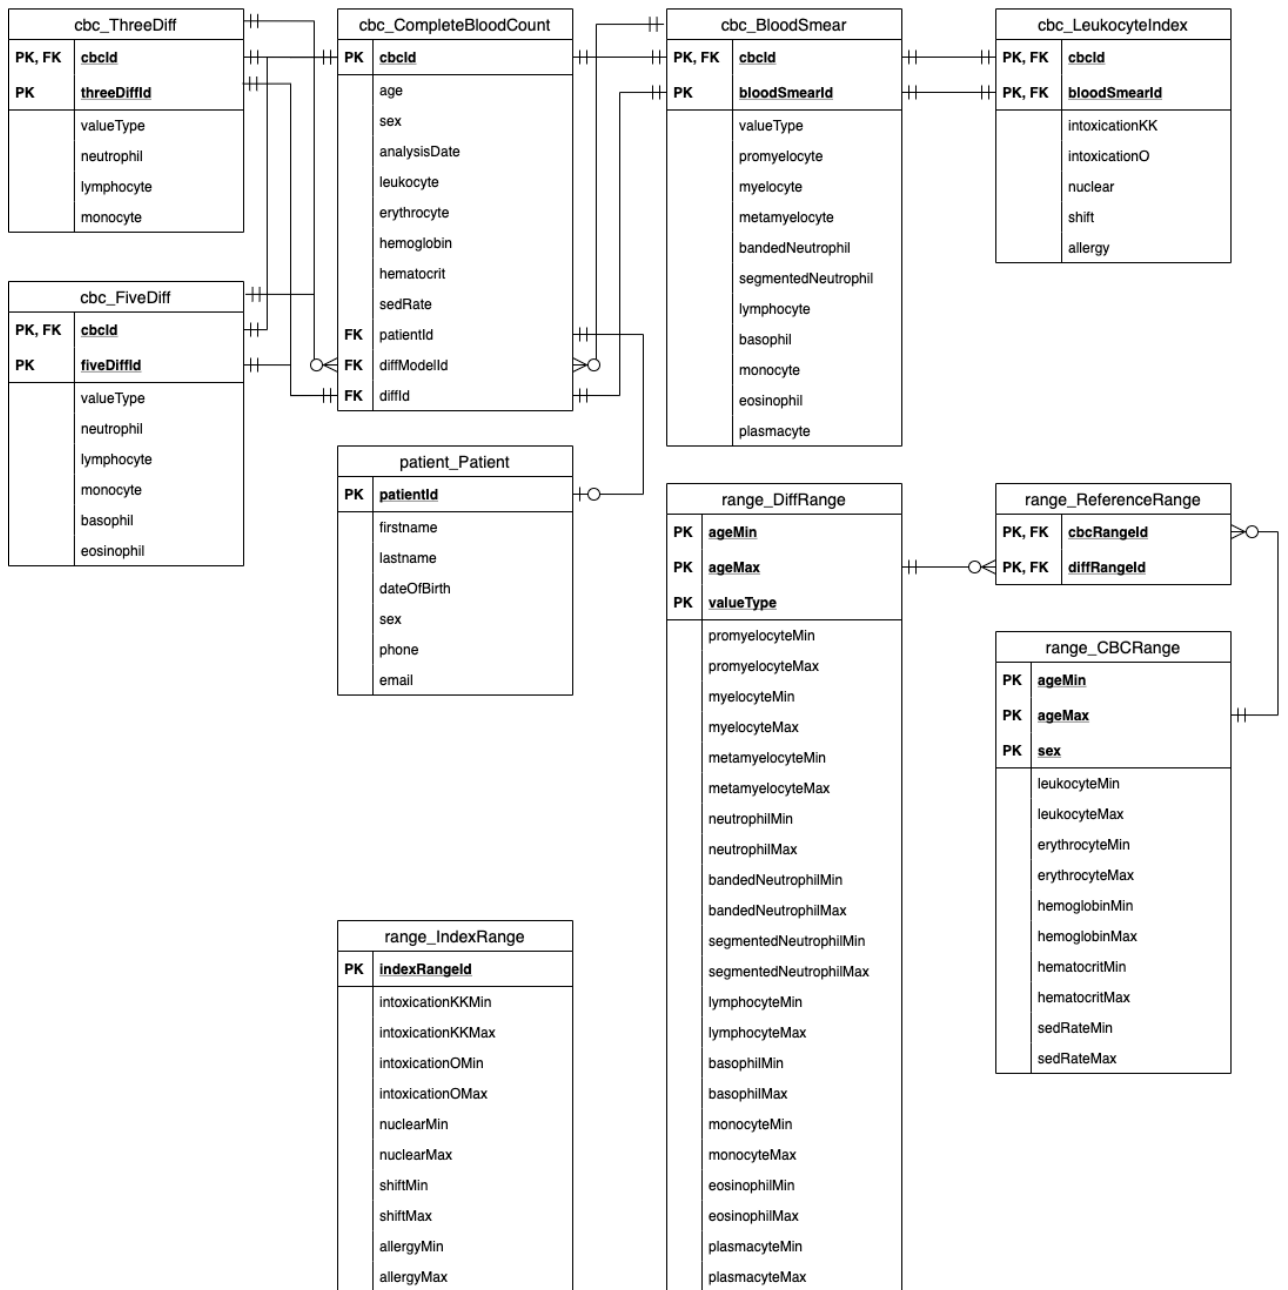 cbc_ThreeDiff
PK, FK cbcId
PK threeDiffId
valueType
neutrophil
lymphocyte
monocyte
cbc_FiveDiff
PK, FK cbcId
PK fiveDiffId
valueType
neutrophil
lymphocyte
monocyte
basophil
eosinophil
cbc_CompleteBloodCount
PK cbcId
age
sex
analysisDate
leukocyte
erythrocyte
hemoglobin
hematocrit
sedRate
FK patientId
FK diffModelId
FK diffId
patient_Patient
PK patientId
firstname
lastname
dateOfBirth
sex
phone
email
range_IndexRange
PK indexRangeId
intoxicationKKMin
intoxicationKKMax
intoxicationOMin
intoxicationOMax
nuclearMin
nuclearMax
shiftMin
shiftMax
allergyMin
allergyMax
cbc_BloodSmear
PK, FK cbcId
PK bloodSmearId
valueType
promyelocyte
myelocyte
metamyelocyte
bandedNeutrophil
segmentedNeutrophil
lymphocyte
basophil
monocyte
eosinophil
plasmacyte
range_DiffRange
PK ageMin
PK ageMax
PK valueType
promyelocyteMin
promyelocyteMax
myelocyteMin
myelocyteMax
metamyelocyteMin
metamyelocyteMax
neutrophilMin
neutrophilMax
bandedNeutrophilMin
bandedNeutrophilMax
segmentedNeutrophilMin
segmentedNeutrophilMax
lymphocyteMin
lymphocyteMax
basophilMin
basophilMax
monocyteMin
monocyteMax
eosinophilMin
eosinophilMax
plasmacyteMin
plasmacyteMax
cbc_LeukocyteIndex
PK, FK cbcId
PK, FK bloodSmearId
intoxicationKK
intoxicationO
nuclear
shift
allergy
range_ReferenceRange
PK, FK cbcRangeId
PK, FK diffRangeId
range_CBCRange
PK ageMin
PK ageMax
PK sex
leukocyteMin
leukocyteMax
erythrocyteMin
erythrocyteMax
hemoglobinMin
hemoglobinMax
hematocritMin
hematocritMax
sedRateMin
sedRateMax